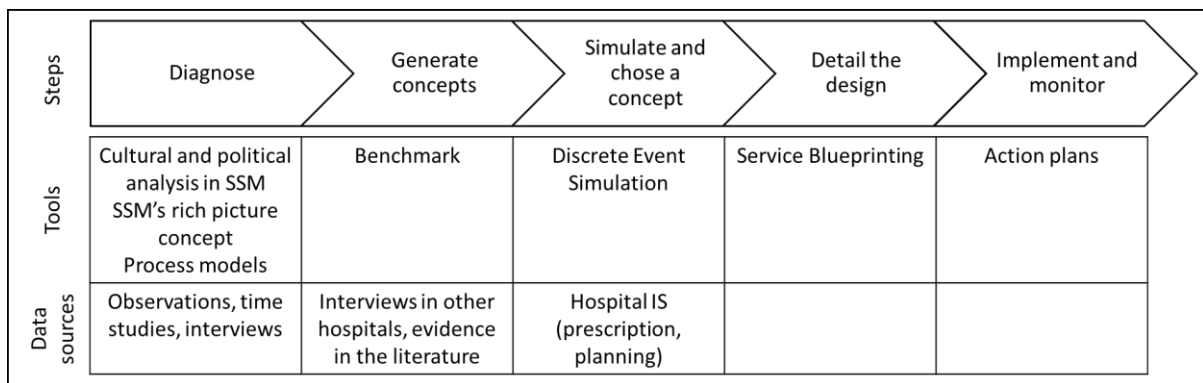 Steps
Diagnose
Generate
concepts
Simulate and
chose a
concept
Detail the
design
Implement and
monitor
Tools
Cultural and political
analysis in SSM
SSM's rich picture
concept
Process models
Benchmark
Discrete Event
Simulation
Service Blueprinting
Action plans
Data
sources
Observations, time
studies, interviews
Interviews in other
hospitals, evidence
in the literature
Hospital IS
(prescription,
planning)